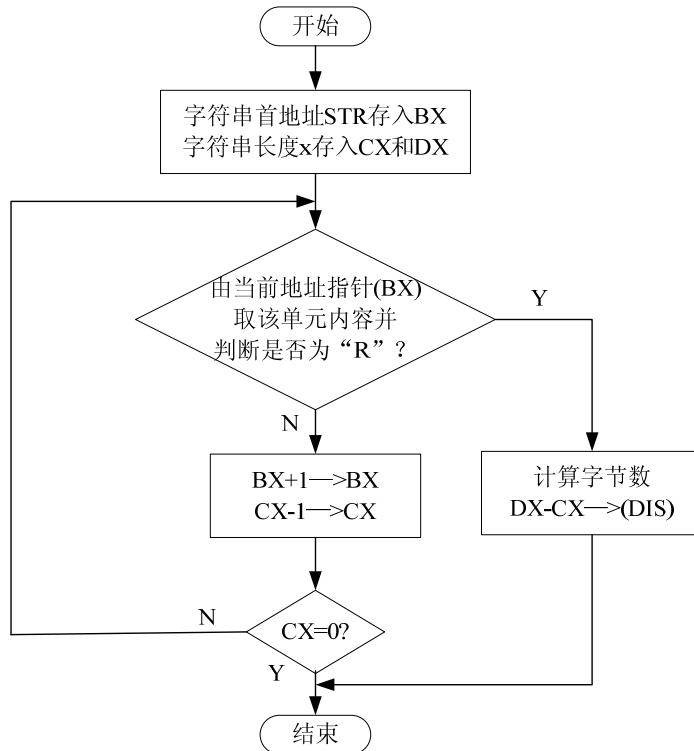 开始
字符串首地址STR存入BX
字符串长度x存入CX和DX
由当前地址指针(BX)
取该单元内容并
判断是否为“R”？
Y
N
BX+1—>BX
CX-1—>CX
计算字节数
DX-CX—>(DIS)
N
CX=0?
Y
结束